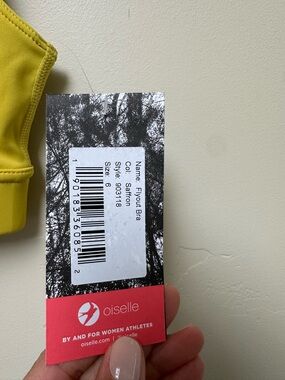 Name: Flyout Bra
Col: Saffron
Style: 903118
Size: 6
1 90183 36085 2
oiselle
BY AND FOR WOMEN ATHLETES
oiselle.com |